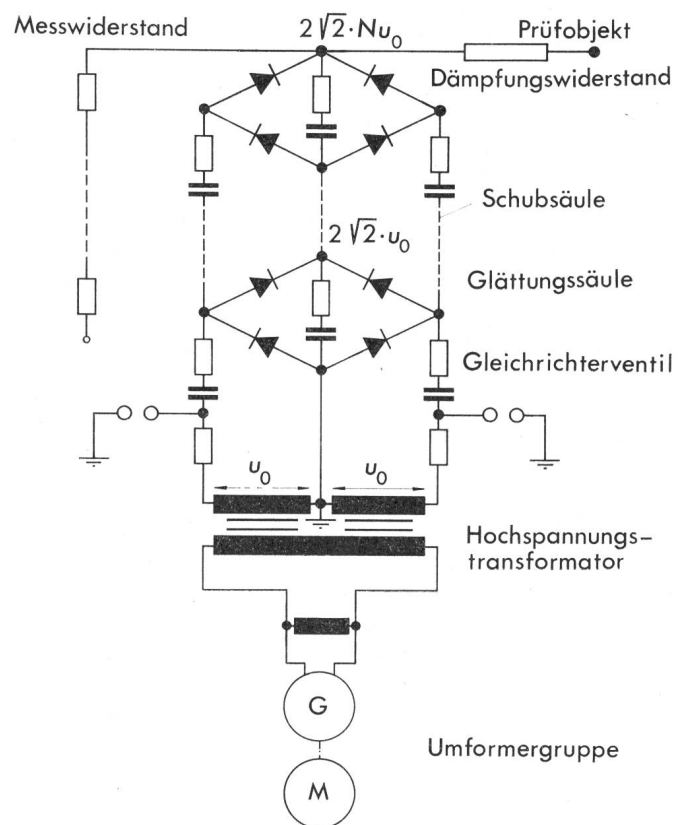 Messwiderstand
2√2·Nu₀
Prüfobjekt
Dämpfungswiderstand
Schubsäule
2√2·u₀
Glättungssäule
Gleichrichterventil
u₀
u₀
Hochspannungs-
transformator
G
Umformergruppe
M